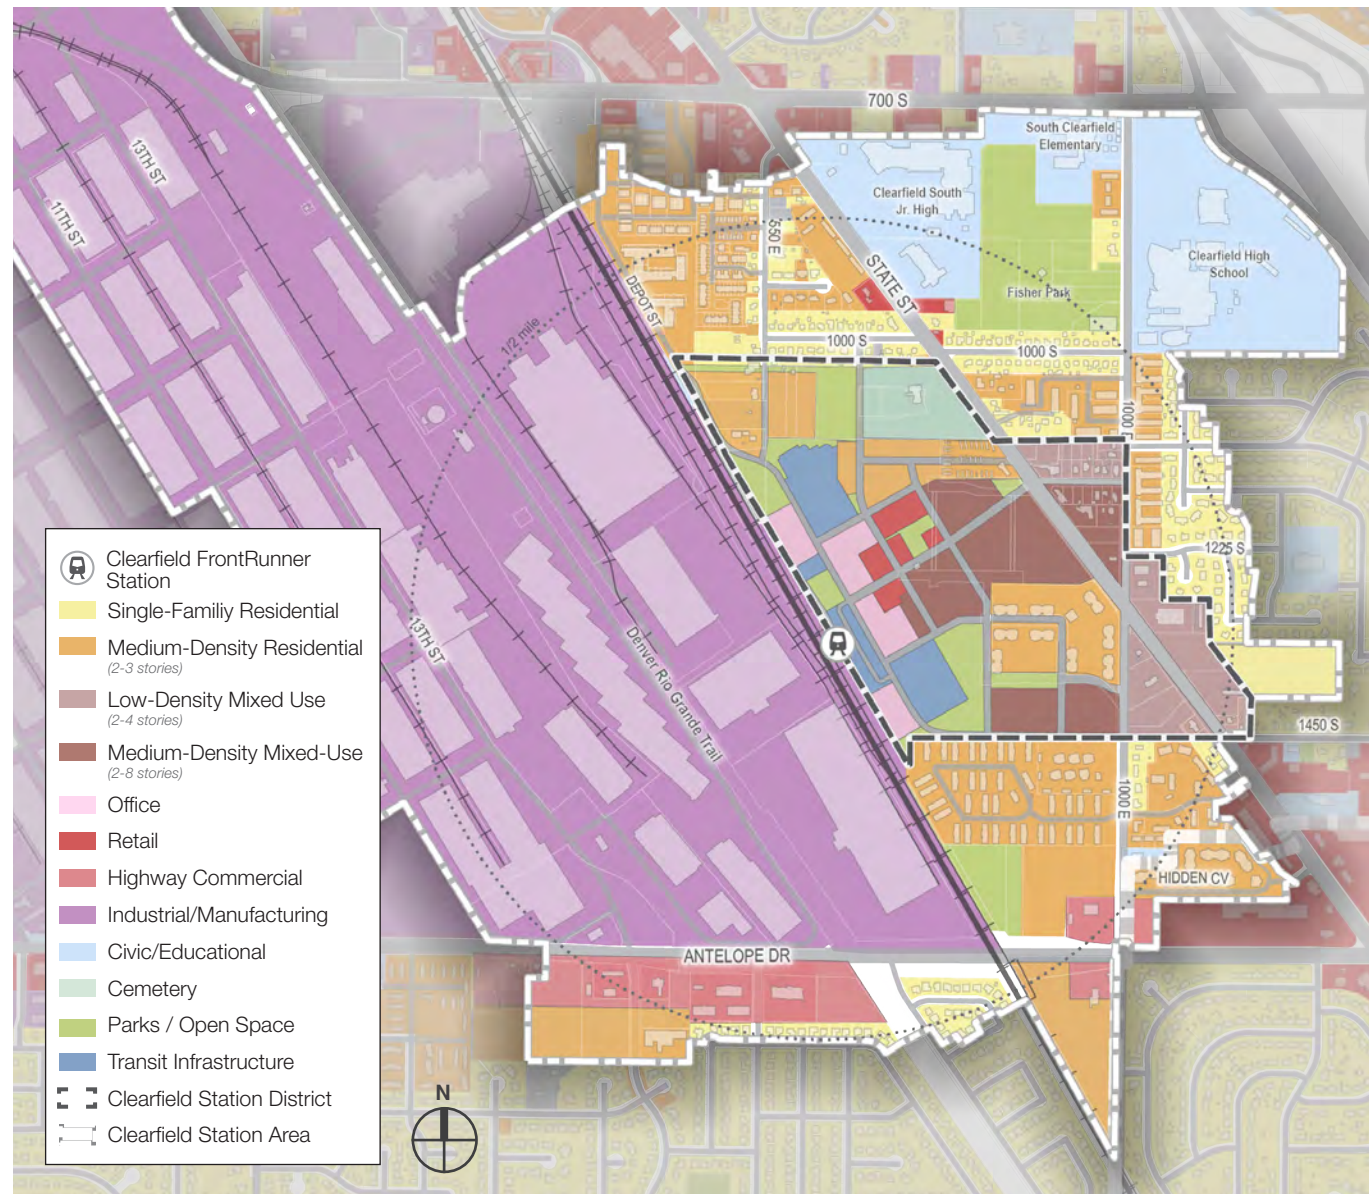 700 S
South Clearfield
Elementary
13TH ST
Clearfield South
Jr. High
11TH ST
550 E
STATE ST
Clearfield High
School
DEPOT ST
Fisher Park
1/2 mile
1000 S
1000 S
1000 E
1225 S
13TH ST
Denver Rio Grande Trail
1450 S
1000 E
HIDDEN CV
ANTELOPE DR
Clearfield FrontRunner
Station
Single-Familiy Residential
Medium-Density Residential
(2-3 stories)
Low-Density Mixed Use
(2-4 stories)
Medium-Density Mixed-Use
(2-8 stories)
Office
Retail
Highway Commercial
Industrial/Manufacturing
Civic/Educational
Cemetery
Parks / Open Space
Transit Infrastructure
Clearfield Station District
Clearfield Station Area
N